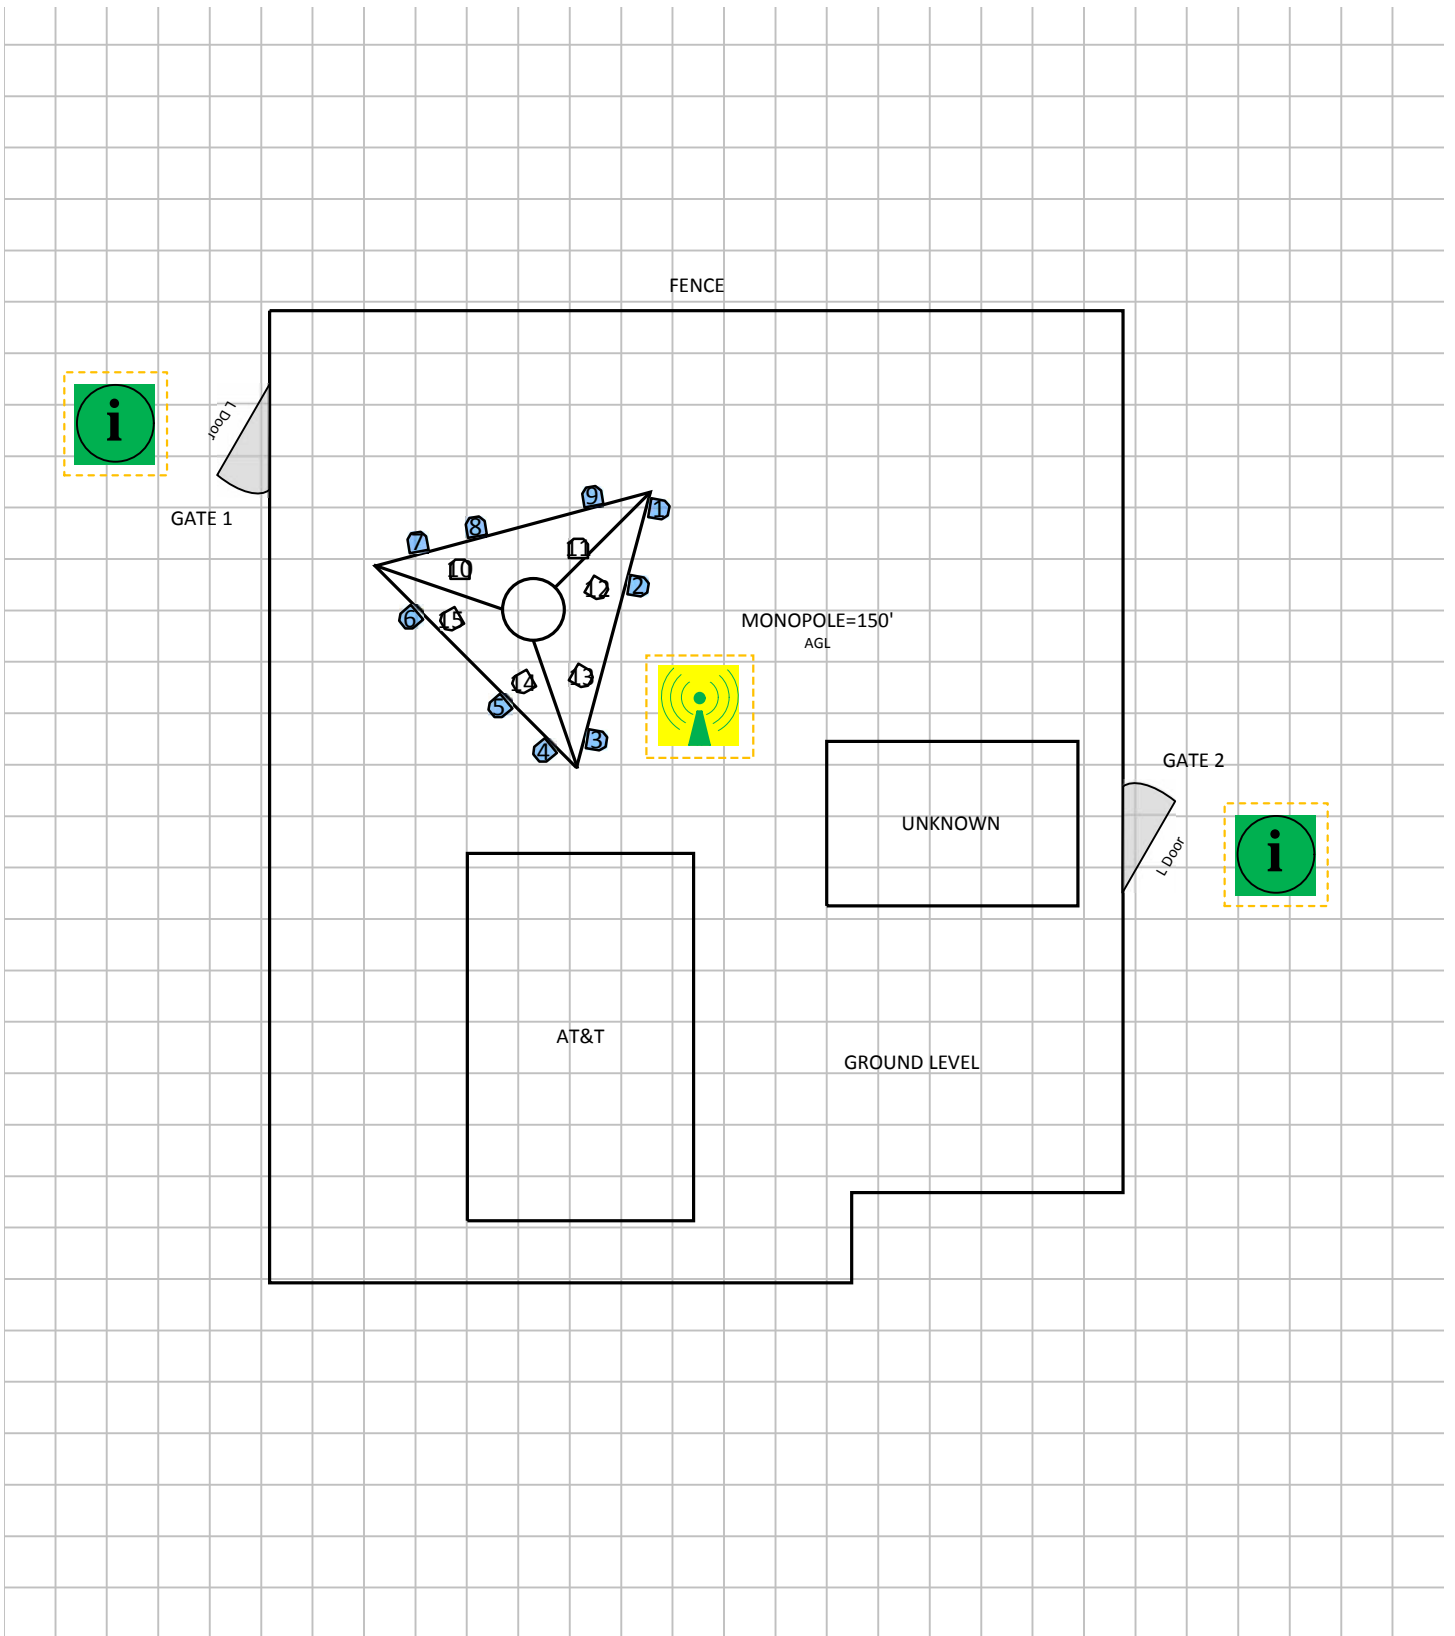 FENCE
i
L Door
GATE 1
9
1
8
7
11
10
12
2
6
15
MONOPOLE=150'
AGL
13
14
5
3
4
GATE 2
UNKNOWN
L Door
i
AT&T
GROUND LEVEL